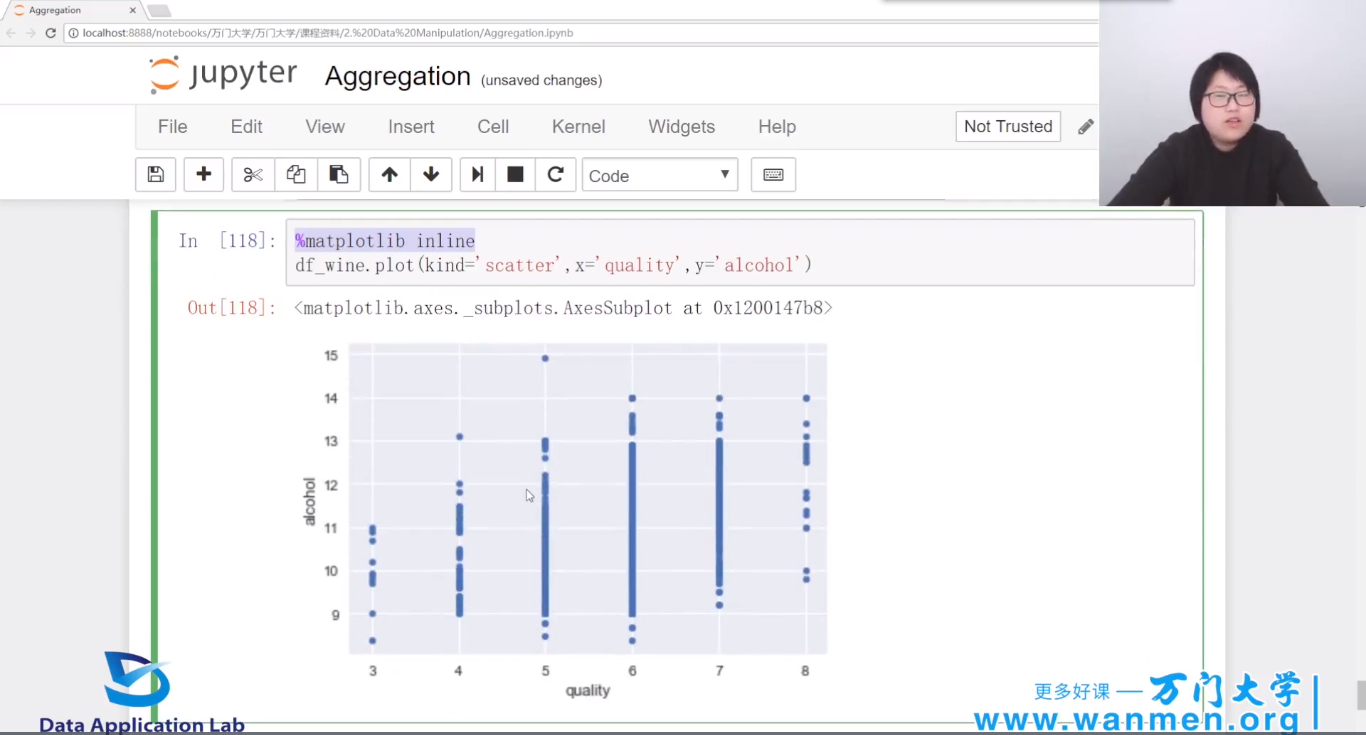 Aggregation
localhost:8888/notebooks/万门大学/万门大学/课程资料/2.%20Data%20Manipulation/Aggregation.ipynb
jupyter Aggregation (unsaved changes)
File Edit View Insert Cell Kernel Widgets Help Not Trusted
Code
In [118]: %matplotlib inline
df_wine.plot(kind='scatter',x='quality',y='alcohol')
Out[118]: <matplotlib.axes._subplots.AxesSubplot at 0x1200147b8>
15
14
13
12
11
10
9
alcohol
3 4 5 6 7 8
quality
Data Application Lab
更多好课 — 万门大学
www.wanmen.org